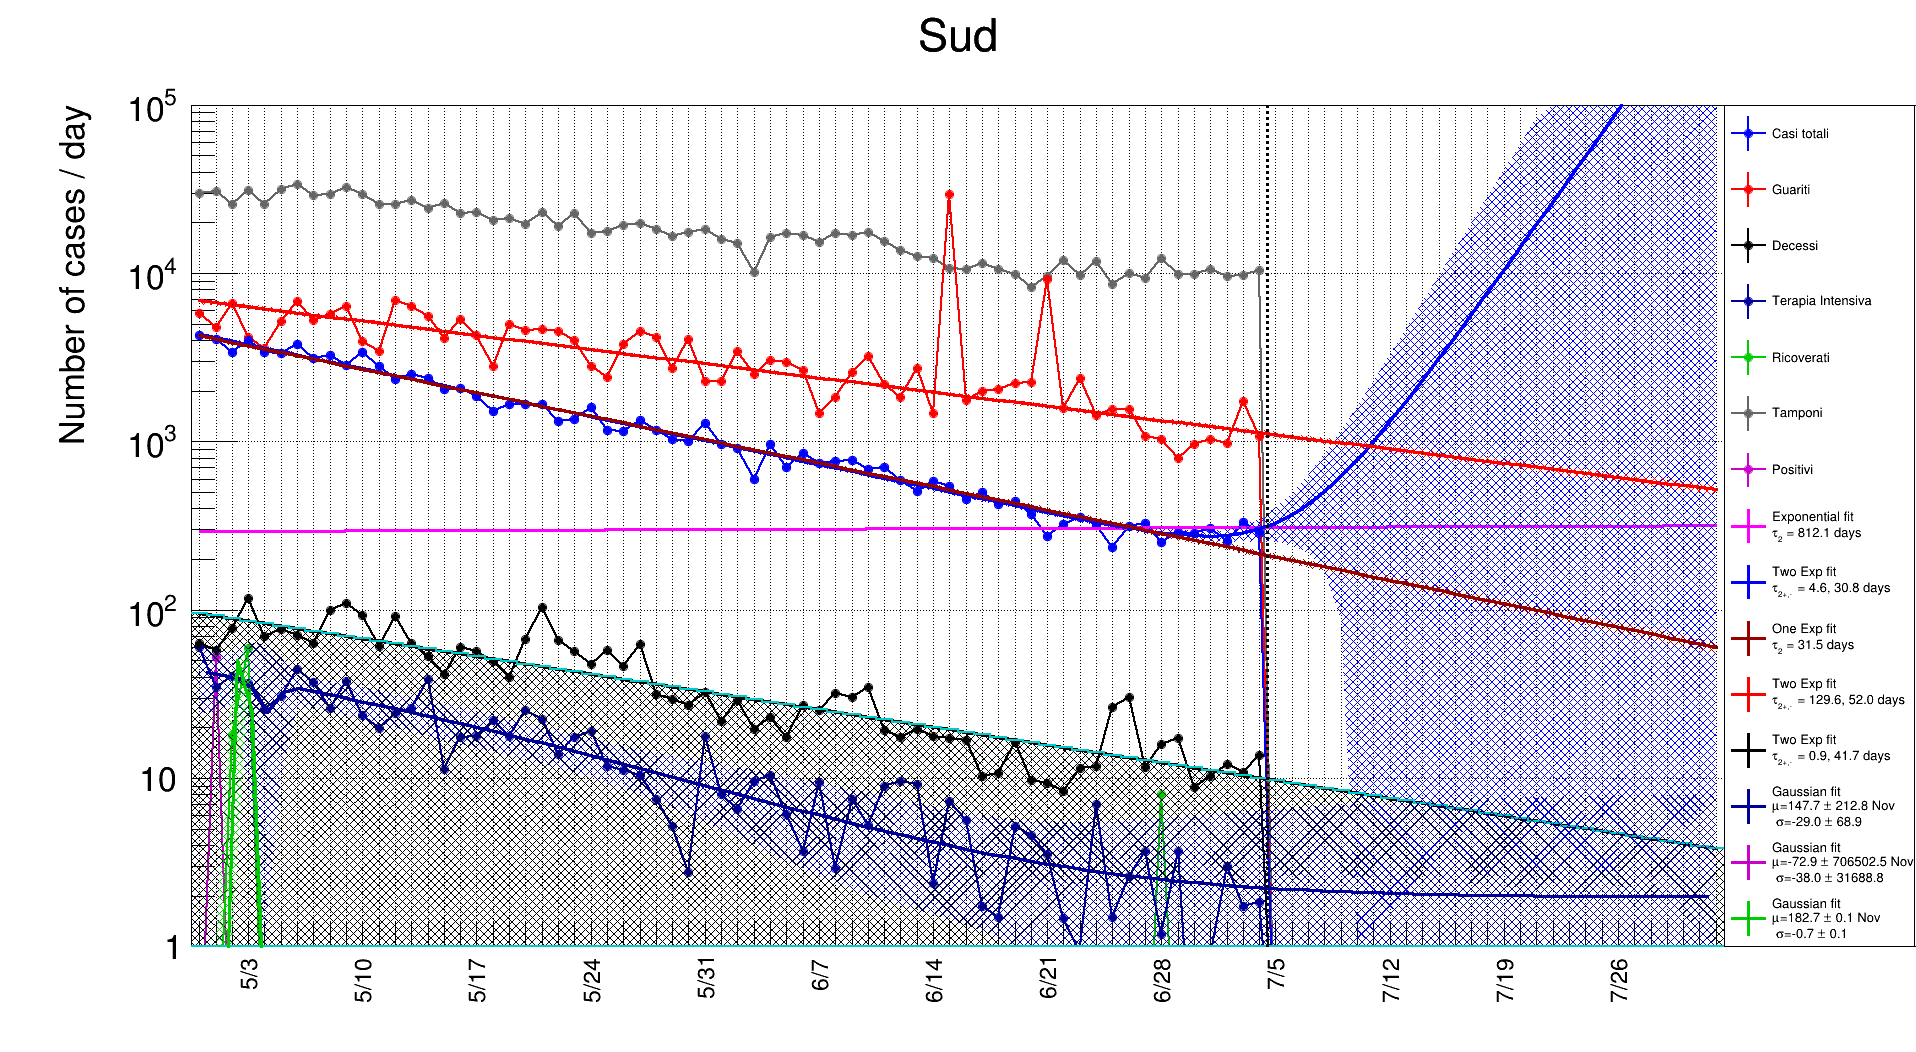 Sud
Number of cases / day
10^5
10^4
10^3
10^2
10
1
5/3
5/10
5/17
5/24
5/31
6/7
6/14
6/21
6/28
7/5
7/12
7/19
7/26
Casi totali
Guariti
Decessi
Terapia Intensiva
Ricoverati
Tamponi
Positivi
Exponential fit
τ2 = 812.1 days
Two Exp fit
τ2+,- = 4.6, 30.8 days
One Exp fit
τ2 = 31.5 days
Two Exp fit
τ2+,- = 129.6, 52.0 days
Two Exp fit
τ2+,- = 0.9, 41.7 days
Gaussian fit
μ=147.7 ± 212.8 Nov
σ=-29.0 ± 68.9
Gaussian fit
μ=-72.9 ± 706502.5 Nov
σ=-38.0 ± 31688.8
Gaussian fit
μ=182.7 ± 0.1 Nov
σ=-0.7 ± 0.1